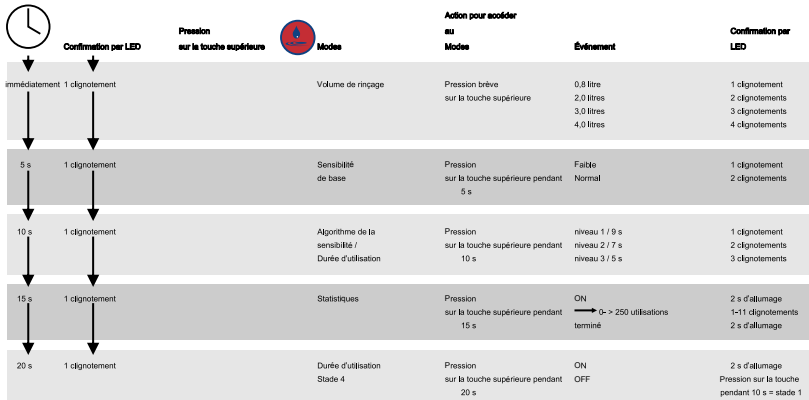 Confirmation par LED
Pression
sur la touche supérieure
Modes
Action pour accéder
au
Modes
Événement
Confirmation par
LED
immédiatement 1 clignotement Volume de rinçage Pression brève 0,8 litre 1 clignotement
sur la touche supérieure 2,0 litres 2 clignotements
3,0 litres 3 clignotements
4,0 litres 4 clignotements
5 s 1 clignotement Sensibilité Pression Faible 1 clignotement
de base sur la touche supérieure pendant Normal 2 clignotements
5 s
10 s 1 clignotement Algorithme de la Pression niveau 1 / 9 s 1 clignotement
sensibilité / sur la touche supérieure pendant niveau 2 / 7 s 2 clignotements
Durée d'utilisation 10 s niveau 3 / 5 s 3 clignotements
15 s 1 clignotement Statistiques Pression ON 2 s d'allumage
sur la touche supérieure pendant 0- > 250 utilisations 1-11 clignotements
15 s terminé 2 s d'allumage
20 s 1 clignotement Durée d'utilisation Pression ON 2 s d'allumage
Stade 4 sur la touche supérieure pendant OFF Pression sur la touche
20 s pendant 10 s = stade 1